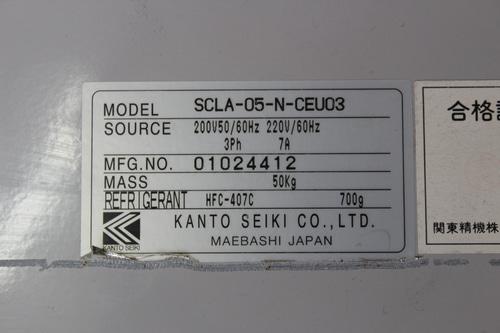 MODEL SCLA-05-N-CEU03
SOURCE 200V50/60Hz 220V/60Hz
3Ph 7A
MFG.NO. 01024412
MASS 50Kg
REFRIGERANT HFC-407C 700g
KANTO SEIKI CO.,LTD.
KANTO SEIKI
MAEBASHI JAPAN
合格
関東精機株